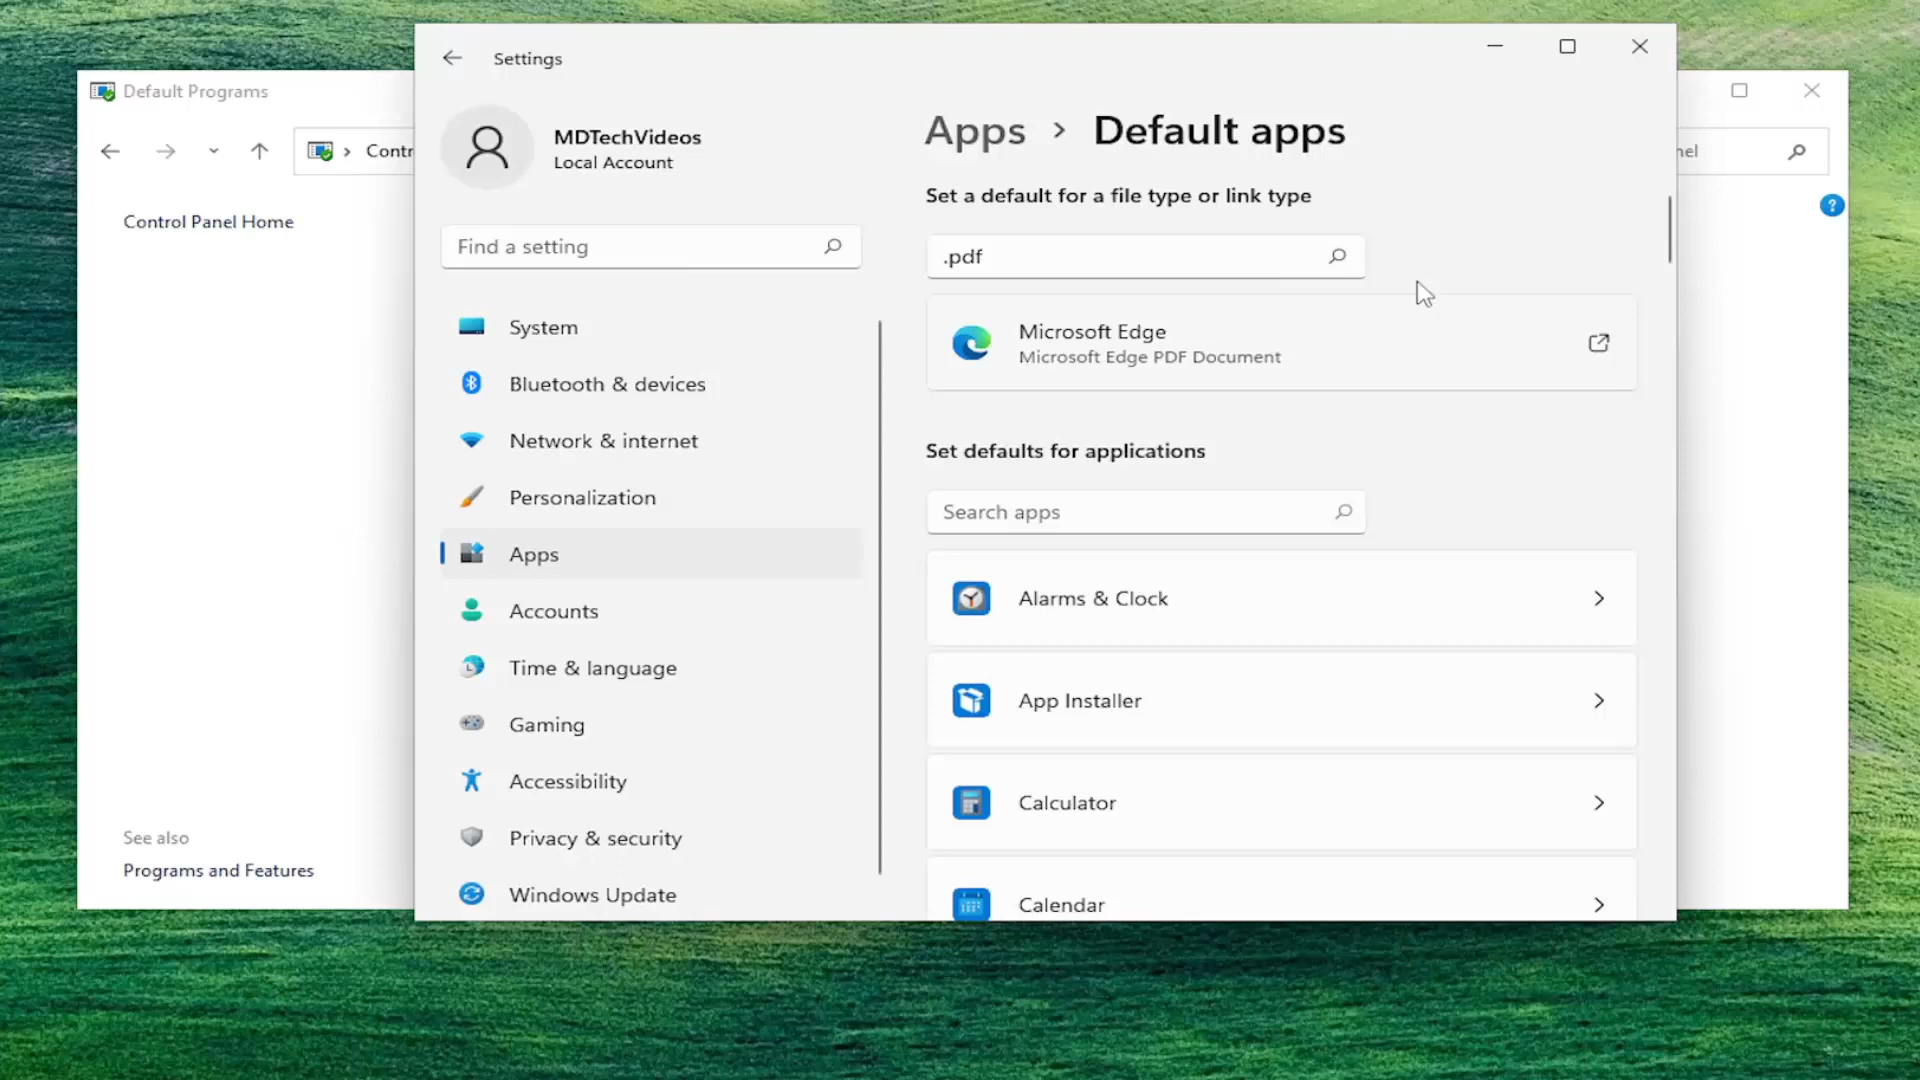 Default Programs
Contr
Control Panel Home
See also
Programs and Features
nel
?
Settings
MDTechVideos
Local Account
Find a setting
System
Bluetooth & devices
Network & internet
Personalization
Apps
Accounts
Time & language
Gaming
Accessibility
Privacy & security
Windows Update
Apps > Default apps
Set a default for a file type or link type
.pdf
Microsoft Edge
Microsoft Edge PDF Document
Set defaults for applications
Search apps
Alarms & Clock
App Installer
Calculator
Calendar